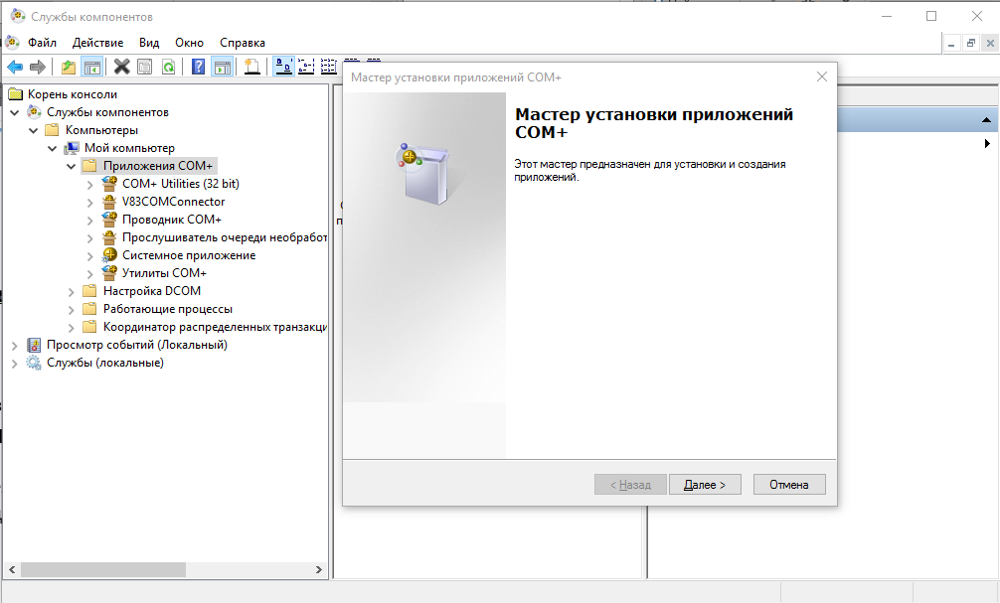 Службы компонентов
Файл Действие Вид Окно Справка
Корень консоли
Службы компонентов
Компьютеры
Мой компьютер
Приложения COM+
COM+ Utilities (32 bit)
V83COMConnector
Проводник COM+
Прослушиватель очереди необработ
Системное приложение
Утилиты COM+
Настройка DCOM
Работающие процессы
Координатор распределенных транзакци
Просмотр событий (Локальный)
Службы (локальные)
Мастер установки приложений COM+
Мастер установки приложений
COM+
Этот мастер предназначен для установки и создания
приложений.
< Назад Далее > Отмена